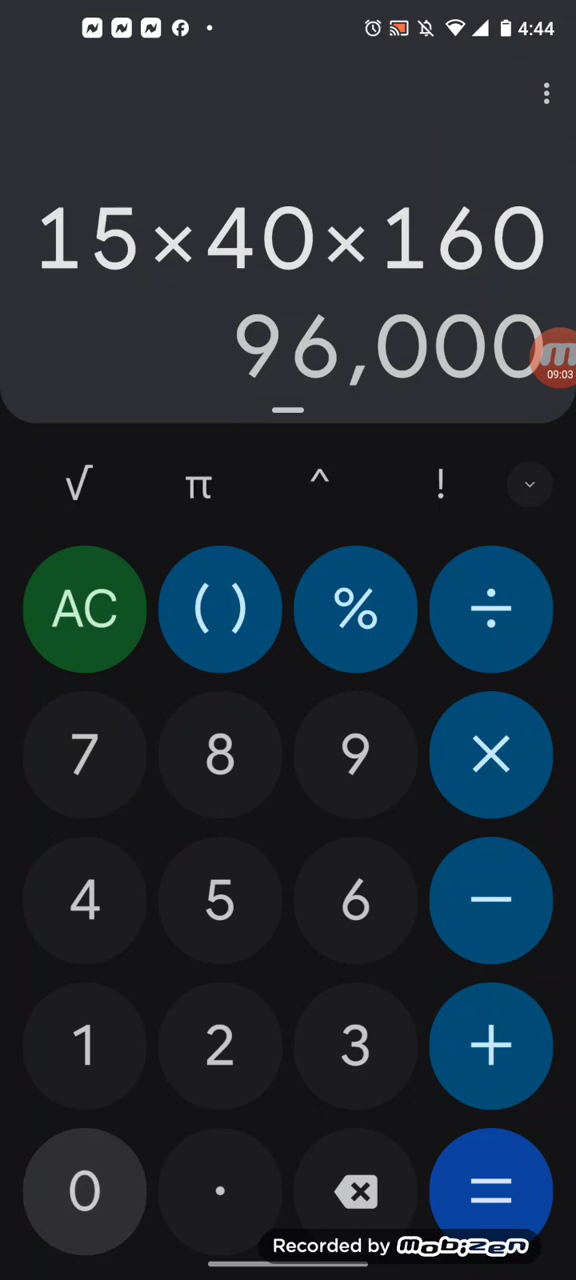 4:44
15×40×160
96,000
09:03
√ π ^ !
AC ( ) % ÷
7 8 9 ×
4 5 6 −
1 2 3 +
0 . =
Recorded by mobizen